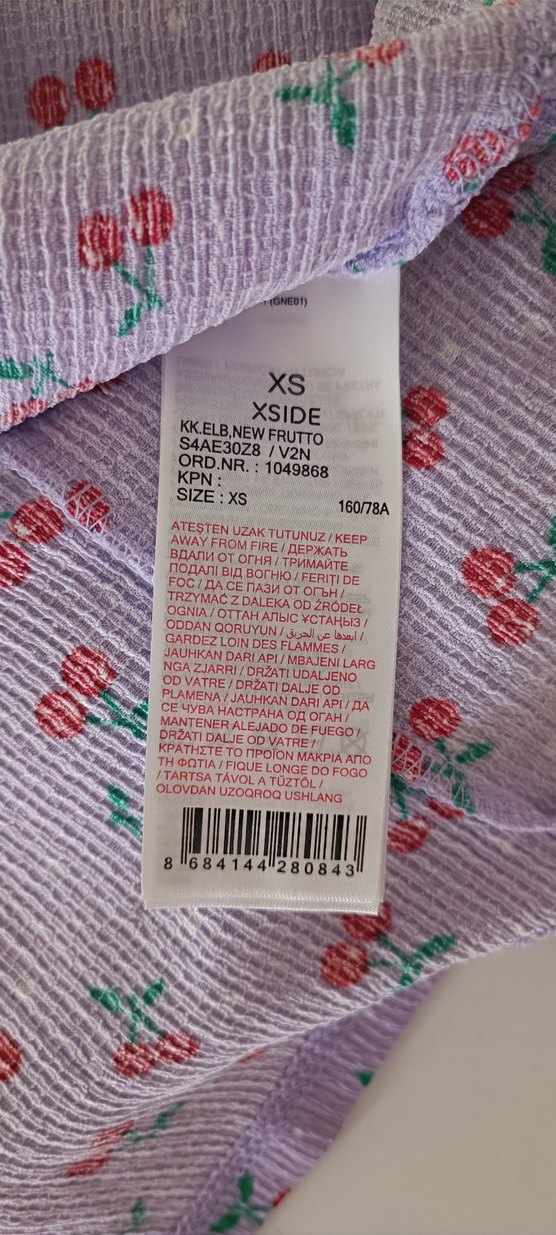 (GNE01)
XS
XSIDE
KK.ELB,NEW FRUTTO
S4AE30Z8 / V2N
ORD.NR. : 1049868
KPN :
SIZE : XS 160/78A
ATEŞTEN UZAK TUTUNUZ / KEEP
AWAY FROM FIRE / ДЕРЖАТЬ
ВДАЛИ ОТ ОГНЯ / ТРИМАЙТЕ
ПОДАЛІ ВІД ВОГНЮ / FERIȚI DE
FOC / ДА СЕ ПАЗИ ОТ ОГЪН /
TRZYMAĆ Z DALEKA OD ŹRÓDEŁ
OGNIA / ОТТАН АЛЫС ҰСТАҢЫЗ /
ODDAN QORUYUN / ابعدها عن الحريق /
GARDEZ LOIN DES FLAMMES /
JAUHKAN DARI API / MBAJENI LARG
NGA ZJARRI / DRŽATI UDALJENO
OD VATRE / DRŽATI DALJE OD
PLAMENA / JAUHKAN DARI API / ДА
СЕ ЧУВА НАСТРАНА ОД ОГАН /
MANTENER ALEJADO DE FUEGO /
DRŽATI DALJE OD VATRE /
ΚΡΑΤΗΣΤΕ ΤΟ ΠΡΟΪΟΝ ΜΑΚΡΙΑ ΑΠΟ
ΤΗ ΦΩΤΙΑ / FIQUE LONGE DO FOGO
/ TARTSA TÁVOL A TŰZTŐL /
OLOVDAN UZOQROQ USHLANG
8 684144 280843